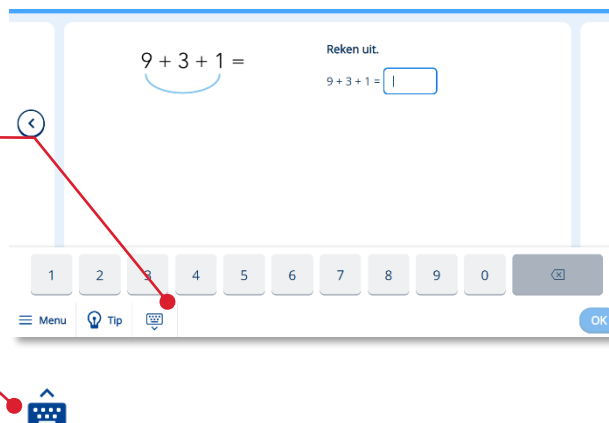 9 + 3 + 1 =
Reken uit.
9 + 3 + 1 =
1 2 3 4 5 6 7 8 9 0
Menu Tip OK